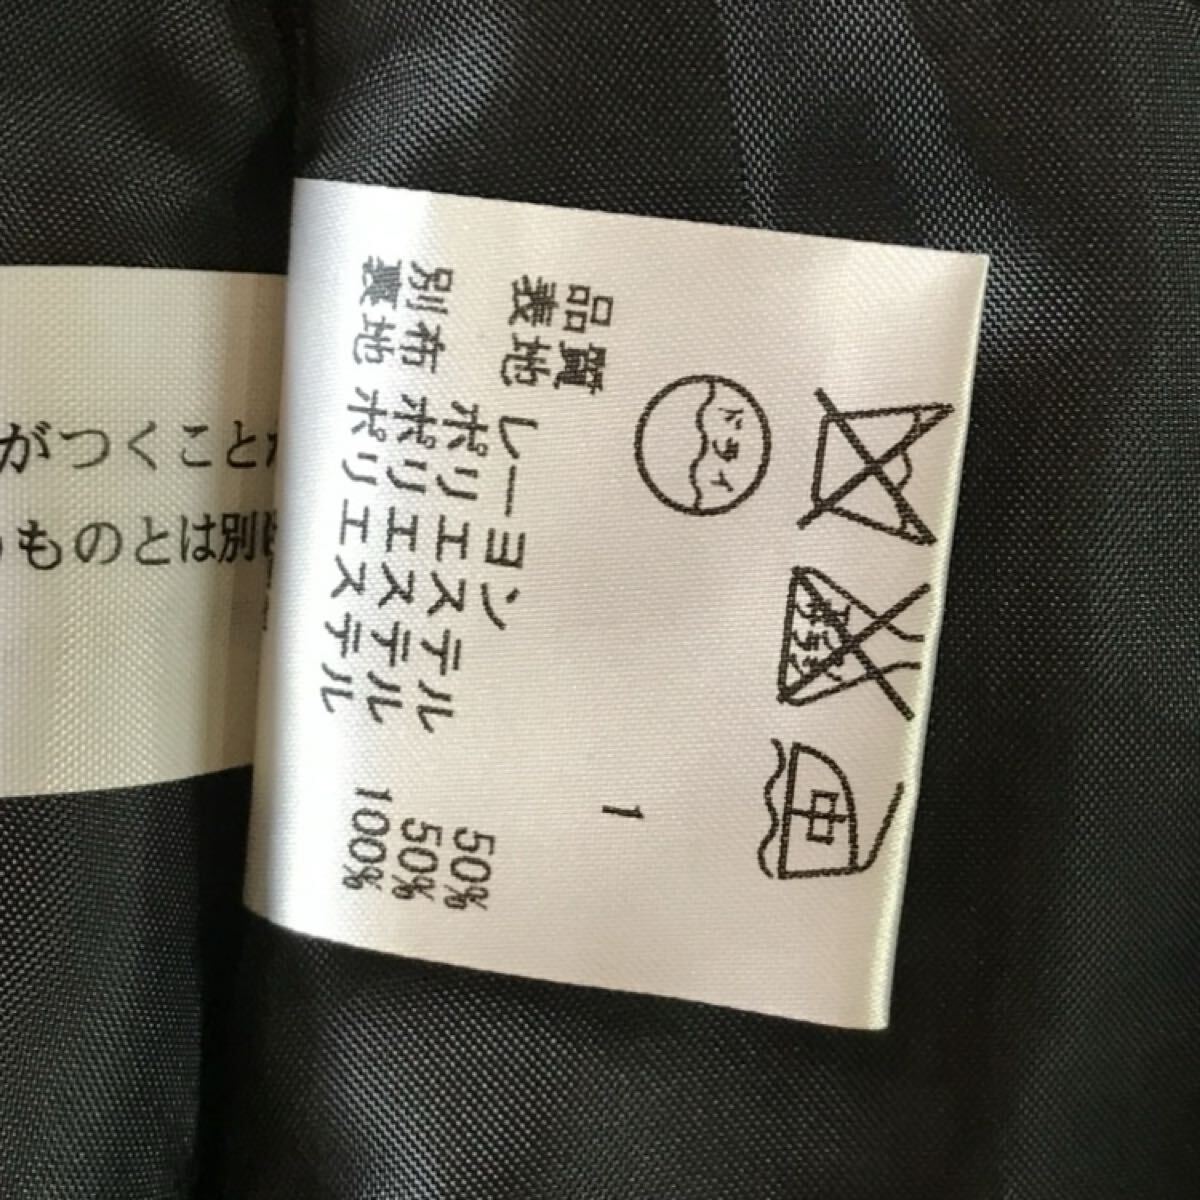 中
ドライ
1
品質
表地 レーヨン 50%
ポリエステル 50%
別布 ポリエステル 100%
裏地 ポリエステル
がつくこと
ものとは別